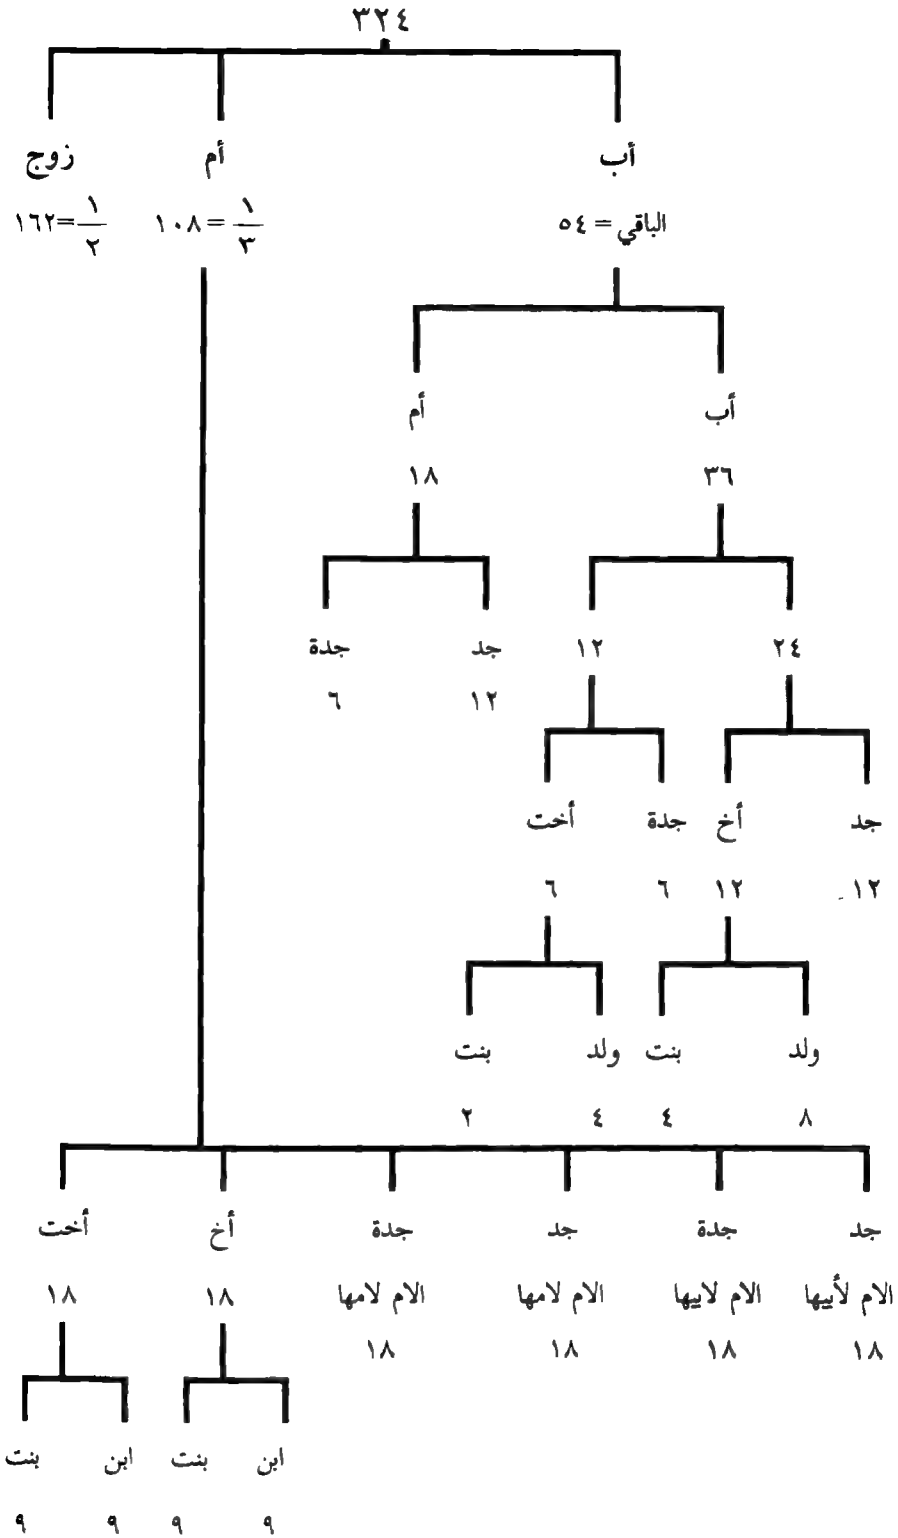 ٣٢٤
أب أم زوج
الباقي = ٥٤ ١/٣ = ١٠٨ ١/٢ = ١٦٢
أب أم
٣٦ ١٨
٢٤ ١٢ جد جدة
١٢ ٦
جد أخ جدة أخت
١٢ ١٢ ٦ ٦
ولد بنت ولد بنت
٨ ٤ ٤ ٢
جد جدة جد جدة أخ أخت
الام لأبيها الام لابيها الام لامها الام لامها ١٨ ١٨
١٨ ١٨ ١٨ ١٨
ابن بنت ابن بنت
٩ ٩ ٩ ٩